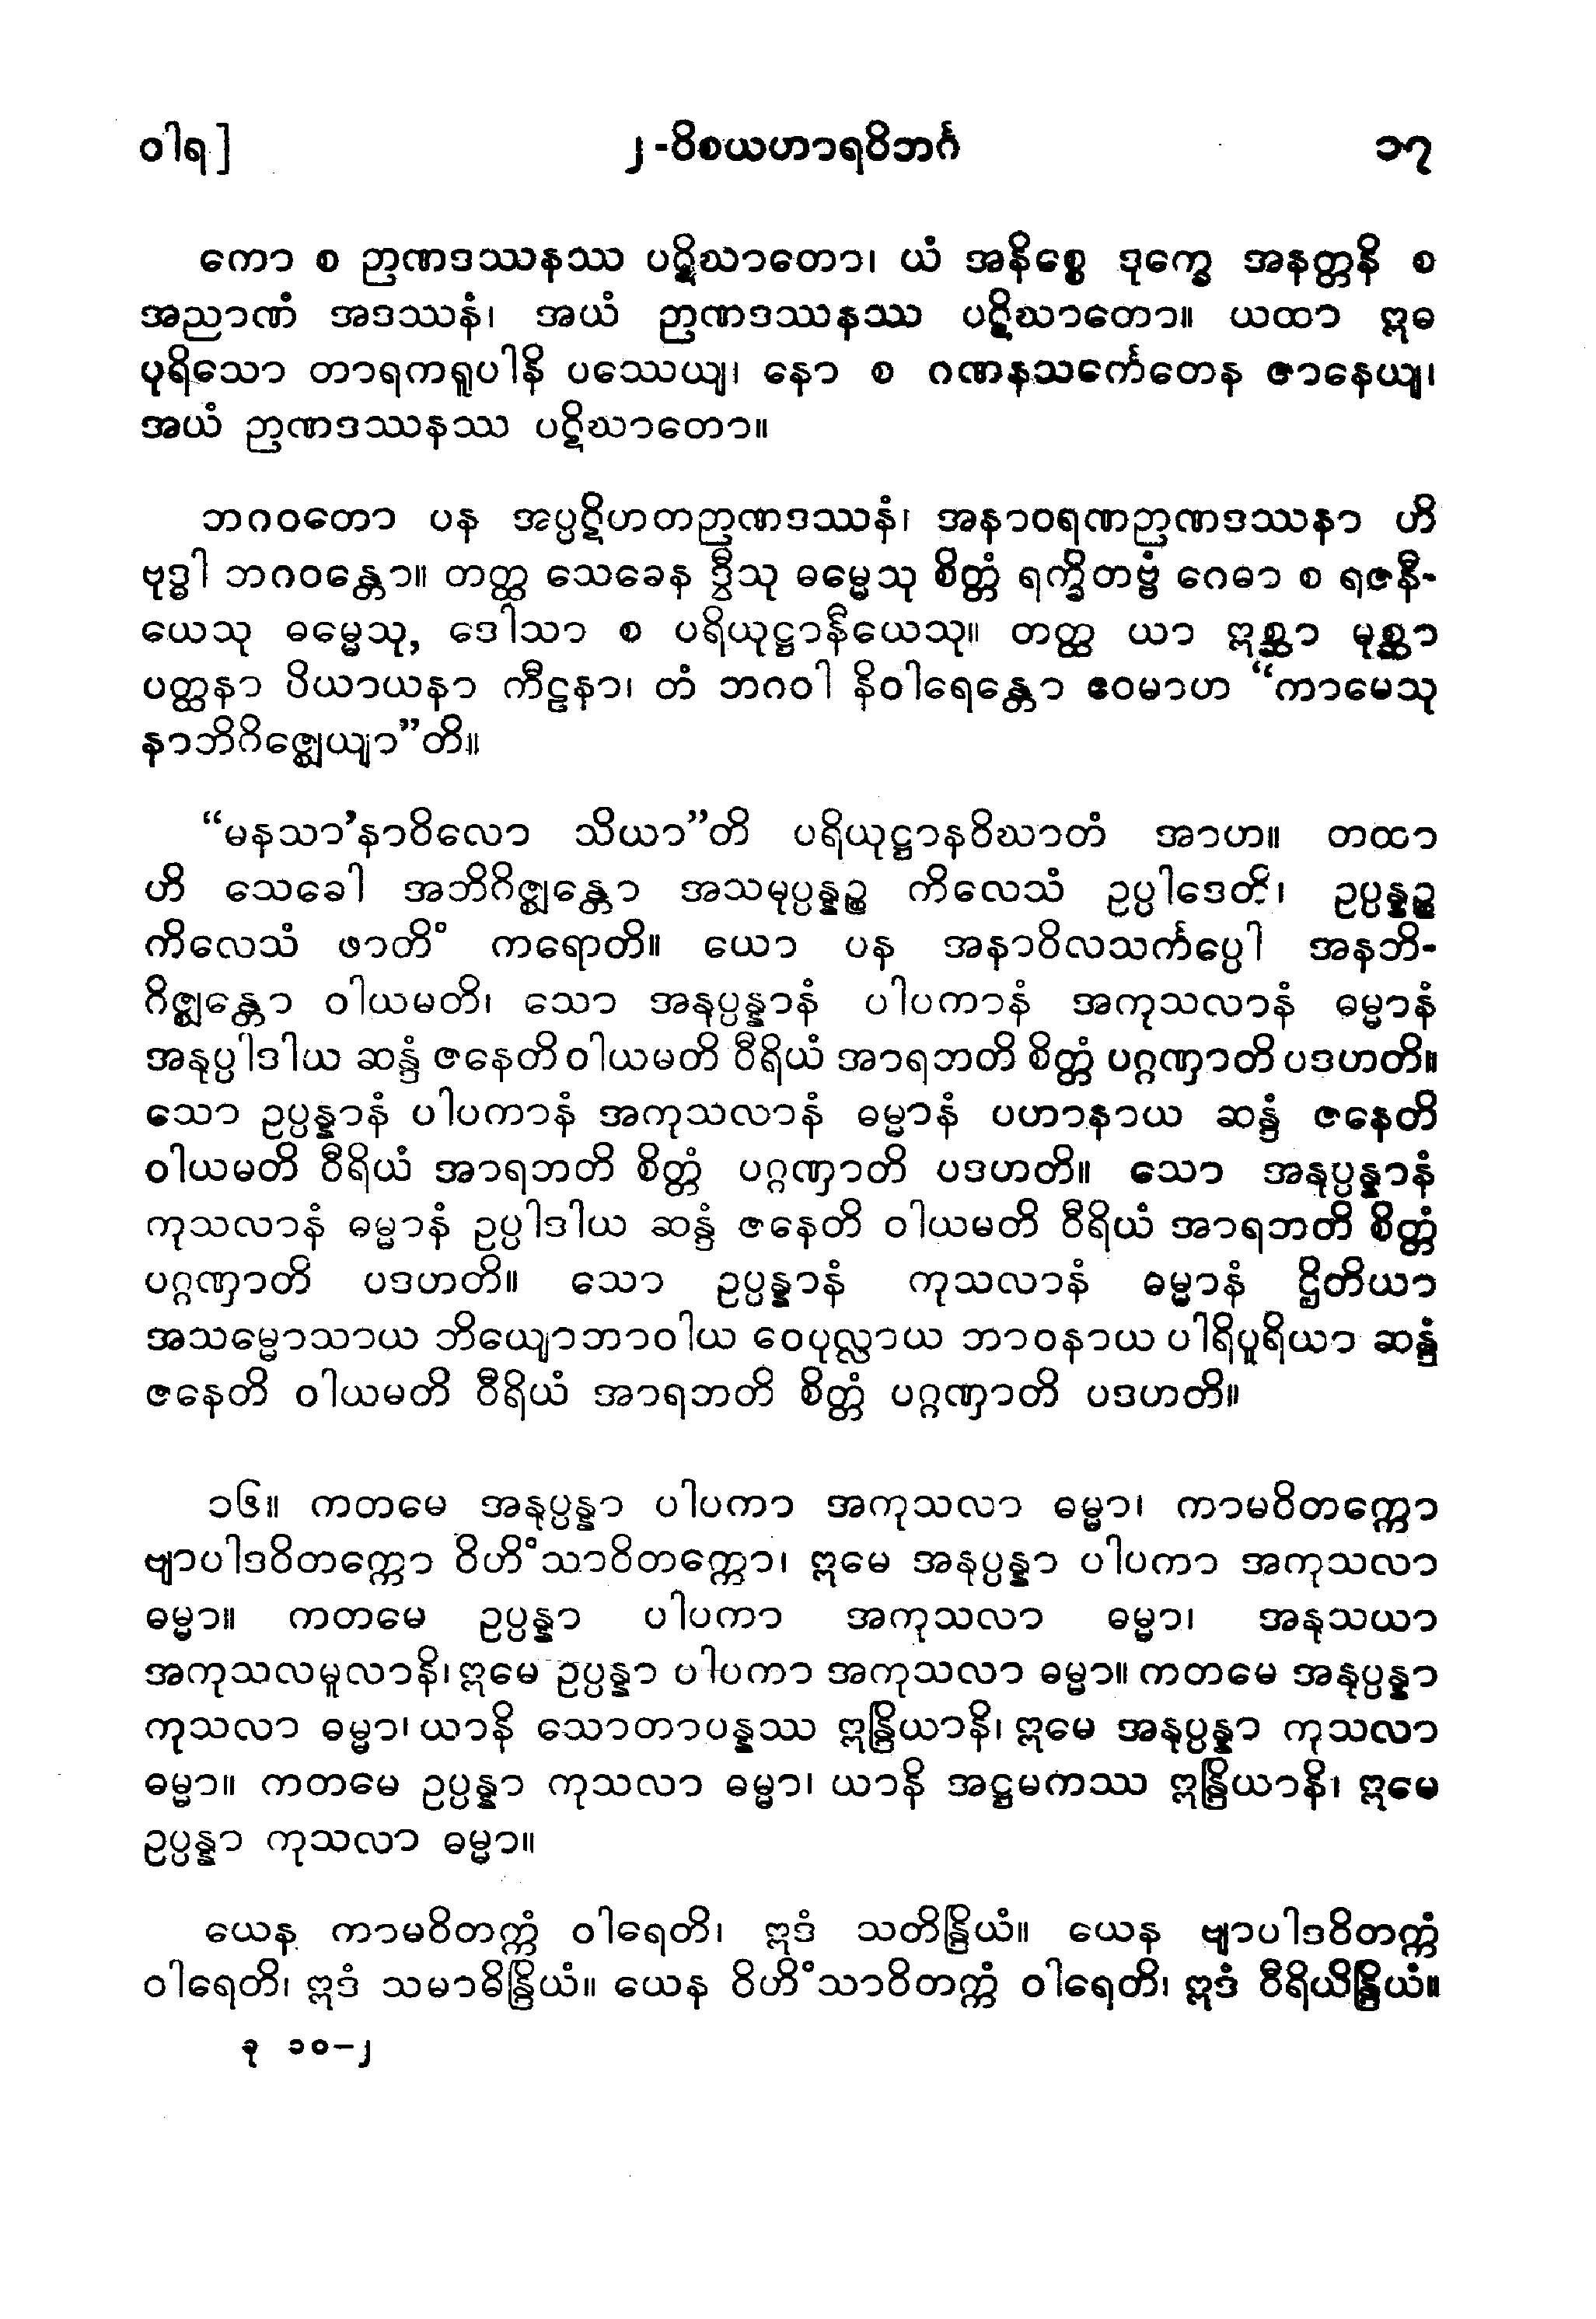 ဝါရ]
၂-ဝိစယဟာရဝိဘင်္ဂ
၁၇
ကော စ ဉာဏဒဿနဿ ပဋိဃာတော၊ ယံ အနိစ္စေ ဒုက္ခေ အနတ္တနိ စ
အညာဏံ အဒဿနံ၊ အယံ ဉာဏဒဿနဿ ပဋိဃာတော။ ယထာ ဣဓ
ပုရိသော တာရကရူပါနိ ပဿေယျ၊ နော စ ဂဏနသင်္ကေတေန ဇာနေယျ၊
အယံ ဉာဏဒဿနဿ ပဋိဃာတော။
ဘဂဝတော ပန အပ္ပဋိဟတဉာဏဒဿနံ၊ အနာဝရဏဉာဏဒဿနာ ဟိ
ဗုဒ္ဓါ ဘဂဝန္တော။ တတ္ထ သေခေန ဒွီသု ဓမ္မေသု စိတ္တံ ရက္ခိတဗ္ဗံ ဂေဓာ စ ရဇနီ-
ယေသု ဓမ္မေသု, ဒေါသာ စ ပရိယုဋ္ဌာနီယေသု။ တတ္ထ ယာ ဣစ္ဆာ မုစ္ဆာ
ပတ္ထနာ ပိယာယနာ ကီဠနာ၊ တံ ဘဂဝါ နိဝါရေန္တော ဧဝမာဟ “ကာမေသု
နာဘိဂိဇ္ဈေယျာ”တိ။
“မနသာ’နာဝိလော သိယာ”တိ ပရိယုဋ္ဌာနဝိဃာတံ အာဟ။ တထာ
ဟိ သေခေါ အဘိဂိဇ္ဈန္တော အသမုပ္ပန္နဉ္စ ကိလေသံ ဥပ္ပါဒေတိ၊ ဥပ္ပန္နဉ္စ
ကိလေသံ ဖာတိံ ကရောတိ။ ယော ပန အနာဝိလသင်္ကပ္ပေါ အနဘိ-
ဂိဇ္ဈန္တော ဝါယမတိ၊ သော အနုပ္ပန္နာနံ ပါပကာနံ အကုသလာနံ ဓမ္မာနံ
အနုပ္ပါဒါယ ဆန္ဒံ ဇနေတိ ဝါယမတိ ဝီရိယံ အာရဘတိ စိတ္တံ ပဂ္ဂဏှာတိ ပဒဟတိ။
သော ဥပ္ပန္နာနံ ပါပကာနံ အကုသလာနံ ဓမ္မာနံ ပဟာနာယ ဆန္ဒံ ဇနေတိ
ဝါယမတိ ဝီရိယံ အာရဘတိ စိတ္တံ ပဂ္ဂဏှာတိ ပဒဟတိ။ သော အနုပ္ပန္နာနံ
ကုသလာနံ ဓမ္မာနံ ဥပ္ပါဒါယ ဆန္ဒံ ဇနေတိ ဝါယမတိ ဝီရိယံ အာရဘတိ စိတ္တံ
ပဂ္ဂဏှာတိ ပဒဟတိ။ သော ဥပ္ပန္နာနံ ကုသလာနံ ဓမ္မာနံ ဌိတိယာ
အသမ္မောသာယ ဘိယျောဘာဝါယ ဝေပုလ္လာယ ဘာဝနာယ ပါရိပူရိယာ ဆန္ဒံ
ဇနေတိ ဝါယမတိ ဝီရိယံ အာရဘတိ စိတ္တံ ပဂ္ဂဏှာတိ ပဒဟတိ။
၁၆။ ကတမေ အနုပ္ပန္နာ ပါပကာ အကုသလာ ဓမ္မာ၊ ကာမဝိတက္ကော
ဗျာပါဒဝိတက္ကော ဝိဟိံသာဝိတက္ကော၊ ဣမေ အနုပ္ပန္နာ ပါပကာ အကုသလာ
ဓမ္မာ။ ကတမေ ဥပ္ပန္နာ ပါပကာ အကုသလာ ဓမ္မာ၊ အနုသယာ
အကုသလမူလာနိ၊ ဣမေ ဥပ္ပန္နာ ပါပကာ အကုသလာ ဓမ္မာ။ ကတမေ အနုပ္ပန္နာ
ကုသလာ ဓမ္မာ၊ ယာနိ သောတာပန္နဿ ဣန္ဒြိယာနိ၊ ဣမေ အနုပ္ပန္နာ ကုသလာ
ဓမ္မာ။ ကတမေ ဥပ္ပန္နာ ကုသလာ ဓမ္မာ၊ ယာနိ အဋ္ဌမကဿ ဣန္ဒြိယာနိ၊ ဣမေ
ဥပ္ပန္နာ ကုသလာ ဓမ္မာ။
ယေန ကာမဝိတက္ကံ ဝါရေတိ၊ ဣဒံ သတိန္ဒြိယံ။ ယေန ဗျာပါဒဝိတက္ကံ
ဝါရေတိ၊ ဣဒံ သမာဓိန္ဒြိယံ။ ယေန ဝိဟိံသာဝိတက္ကံ ဝါရေတိ၊ ဣဒံ ဝီရိယိန္ဒြိယံ။
ခု ၁၀−၂